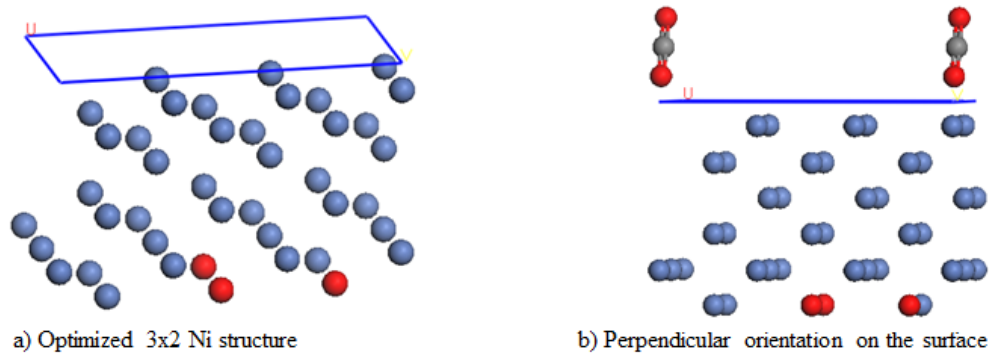 U
V
U
V
a) Optimized 3x2 Ni structure
b) Perpendicular orientation on the surface